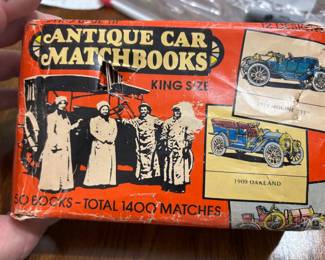 ANTIQUE CAR
MATCHBOOKS
KING SIZE
1909 OAKLAND
50 BOOKS - TOTAL 1400 MATCHES